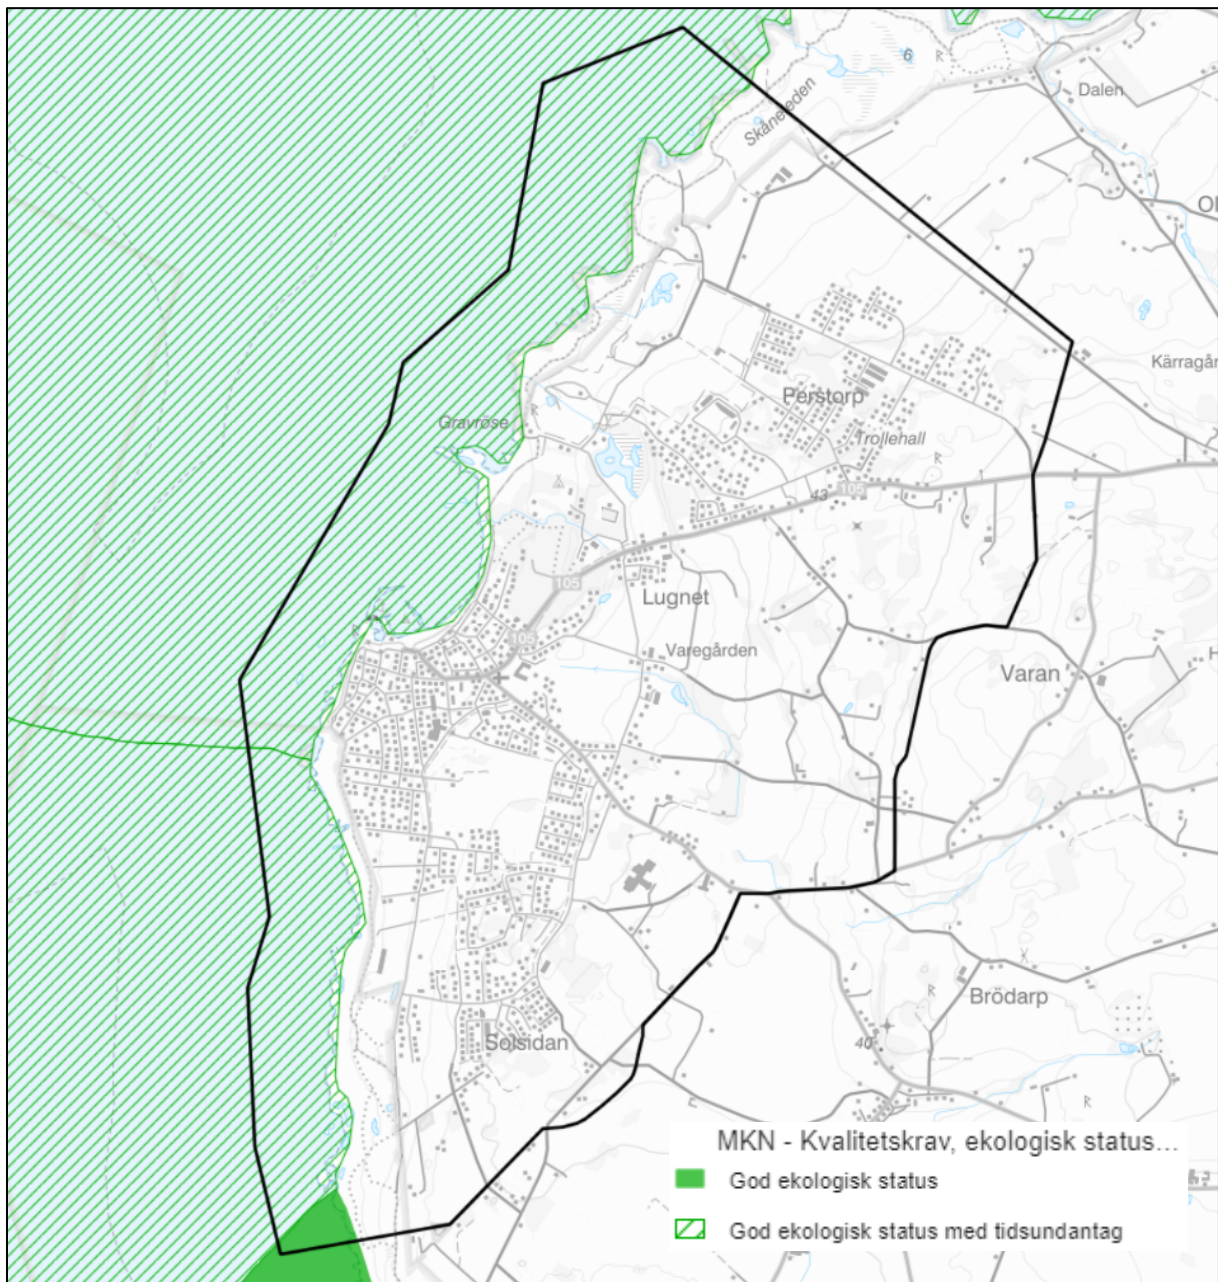 6
Dalen
Skåneleden
Kärragår
Perstorp
Gravröse
Trollehall
43
105
105
Lugnet
105
Varegården
Varan
Brödarp
Solsidan
40
MKN - Kvalitetskrav, ekologisk status...
God ekologisk status
God ekologisk status med tidsundantag